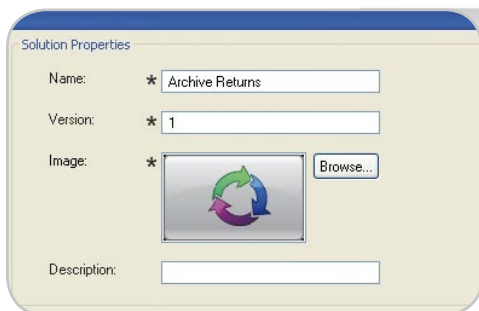 Solution Properties
Name: * Archive Returns
Version: * 1
Image: * Browse...
Description: